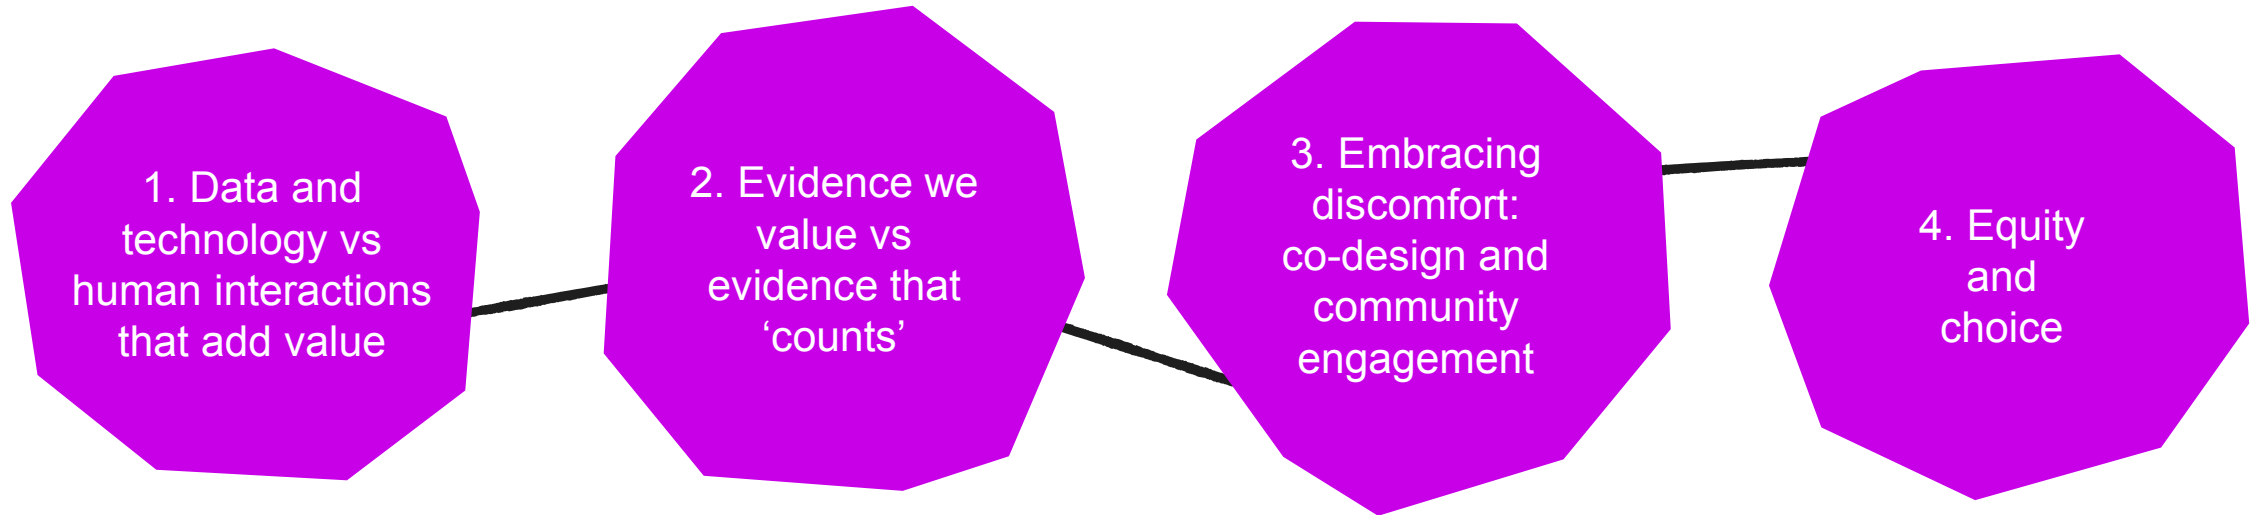 1. Data and
technology vs
human interactions
that add value
2. Evidence we
value vs
evidence that
‘counts’
3. Embracing
discomfort:
co-design and
community
engagement
4. Equity
and
choice